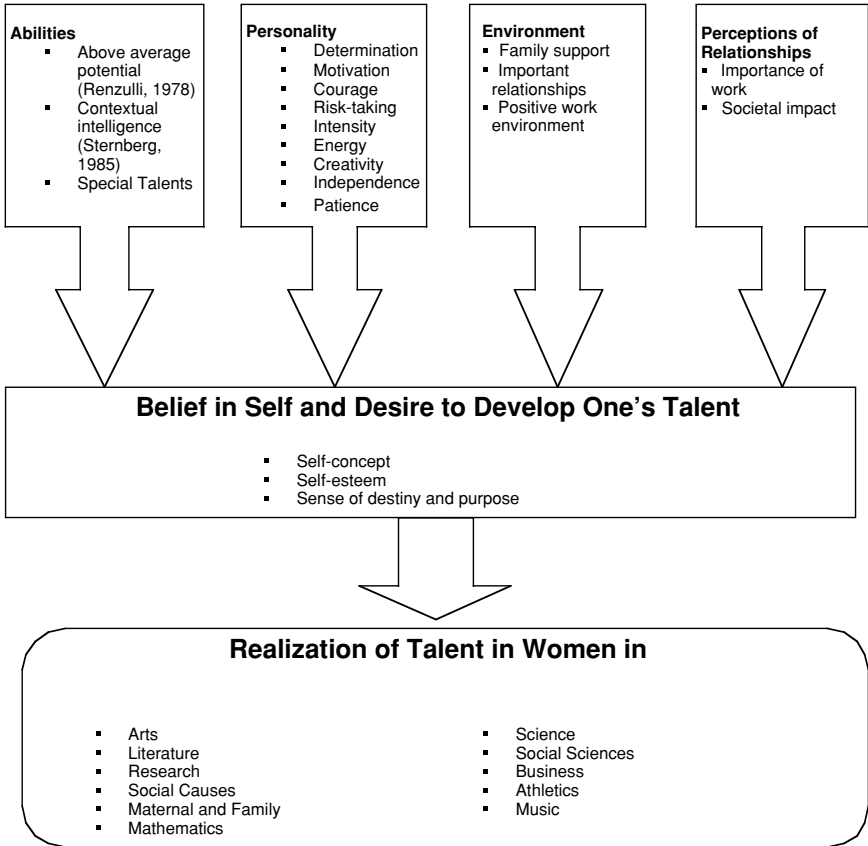 Abilities
▪ Above average
potential
(Renzulli, 1978)
▪ Contextual
intelligence
(Sternberg,
1985)
▪ Special Talents
Personality
▪ Determination
▪ Motivation
▪ Courage
▪ Risk-taking
▪ Intensity
▪ Energy
▪ Creativity
▪ Independence
▪ Patience
Environment
▪ Family support
▪ Important
relationships
▪ Positive work
environment
Perceptions of
Relationships
▪ Importance of
work
▪ Societal impact
Belief in Self and Desire to Develop One’s Talent
▪ Self-concept
▪ Self-esteem
▪ Sense of destiny and purpose
Realization of Talent in Women in
▪ Arts
▪ Literature
▪ Research
▪ Social Causes
▪ Maternal and Family
▪ Mathematics
▪ Science
▪ Social Sciences
▪ Business
▪ Athletics
▪ Music